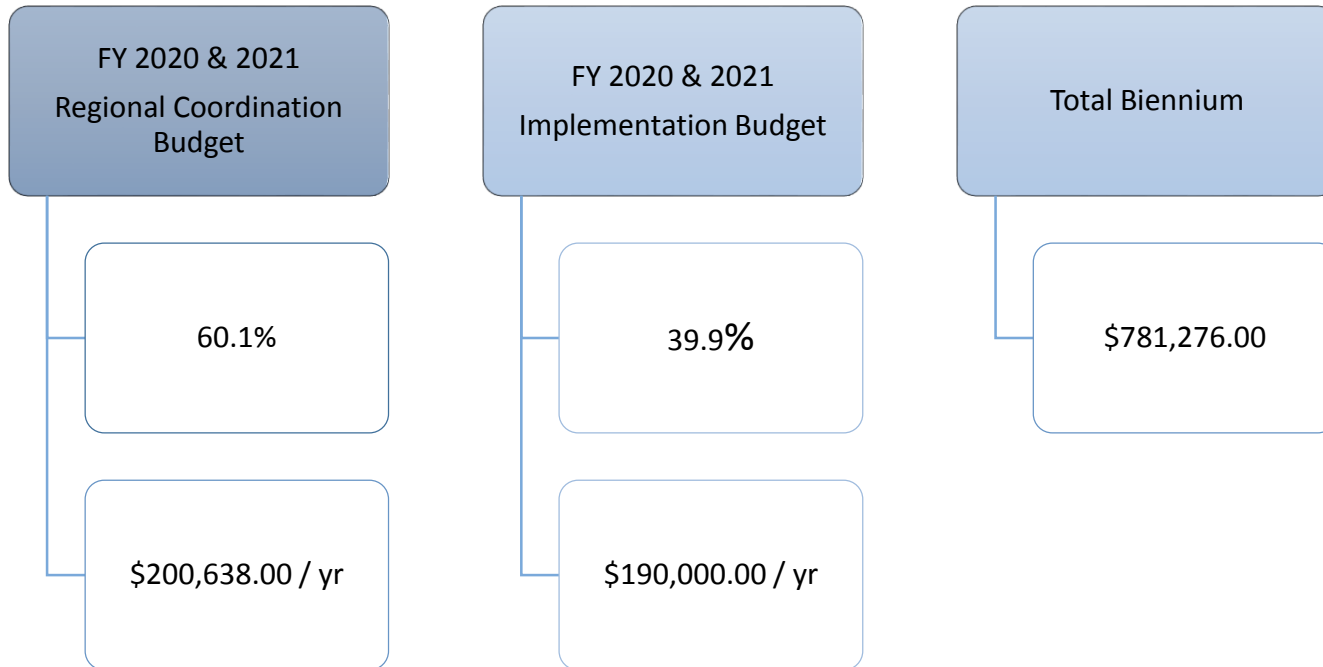 FY 2020 & 2021
Regional Coordination
Budget
60.1%
$200,638.00 / yr
FY 2020 & 2021
Implementation Budget
39.9%
$190,000.00 / yr
Total Biennium
$781,276.00